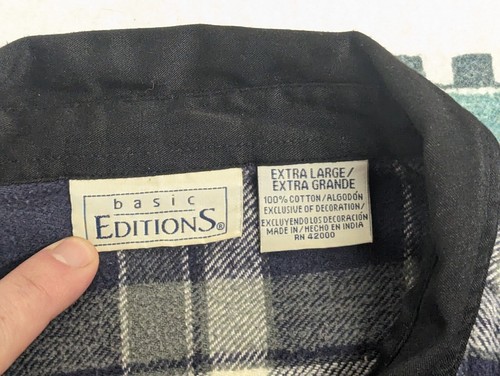 basic
EDITIONS®
EXTRA LARGE/
EXTRA GRANDE
100% COTTON/ALGODÓN
EXCLUSIVE OF DECORATION/
EXCLUYENDO LOS DECORACIÓN
MADE IN/HECHO EN INDIA
RN 42000